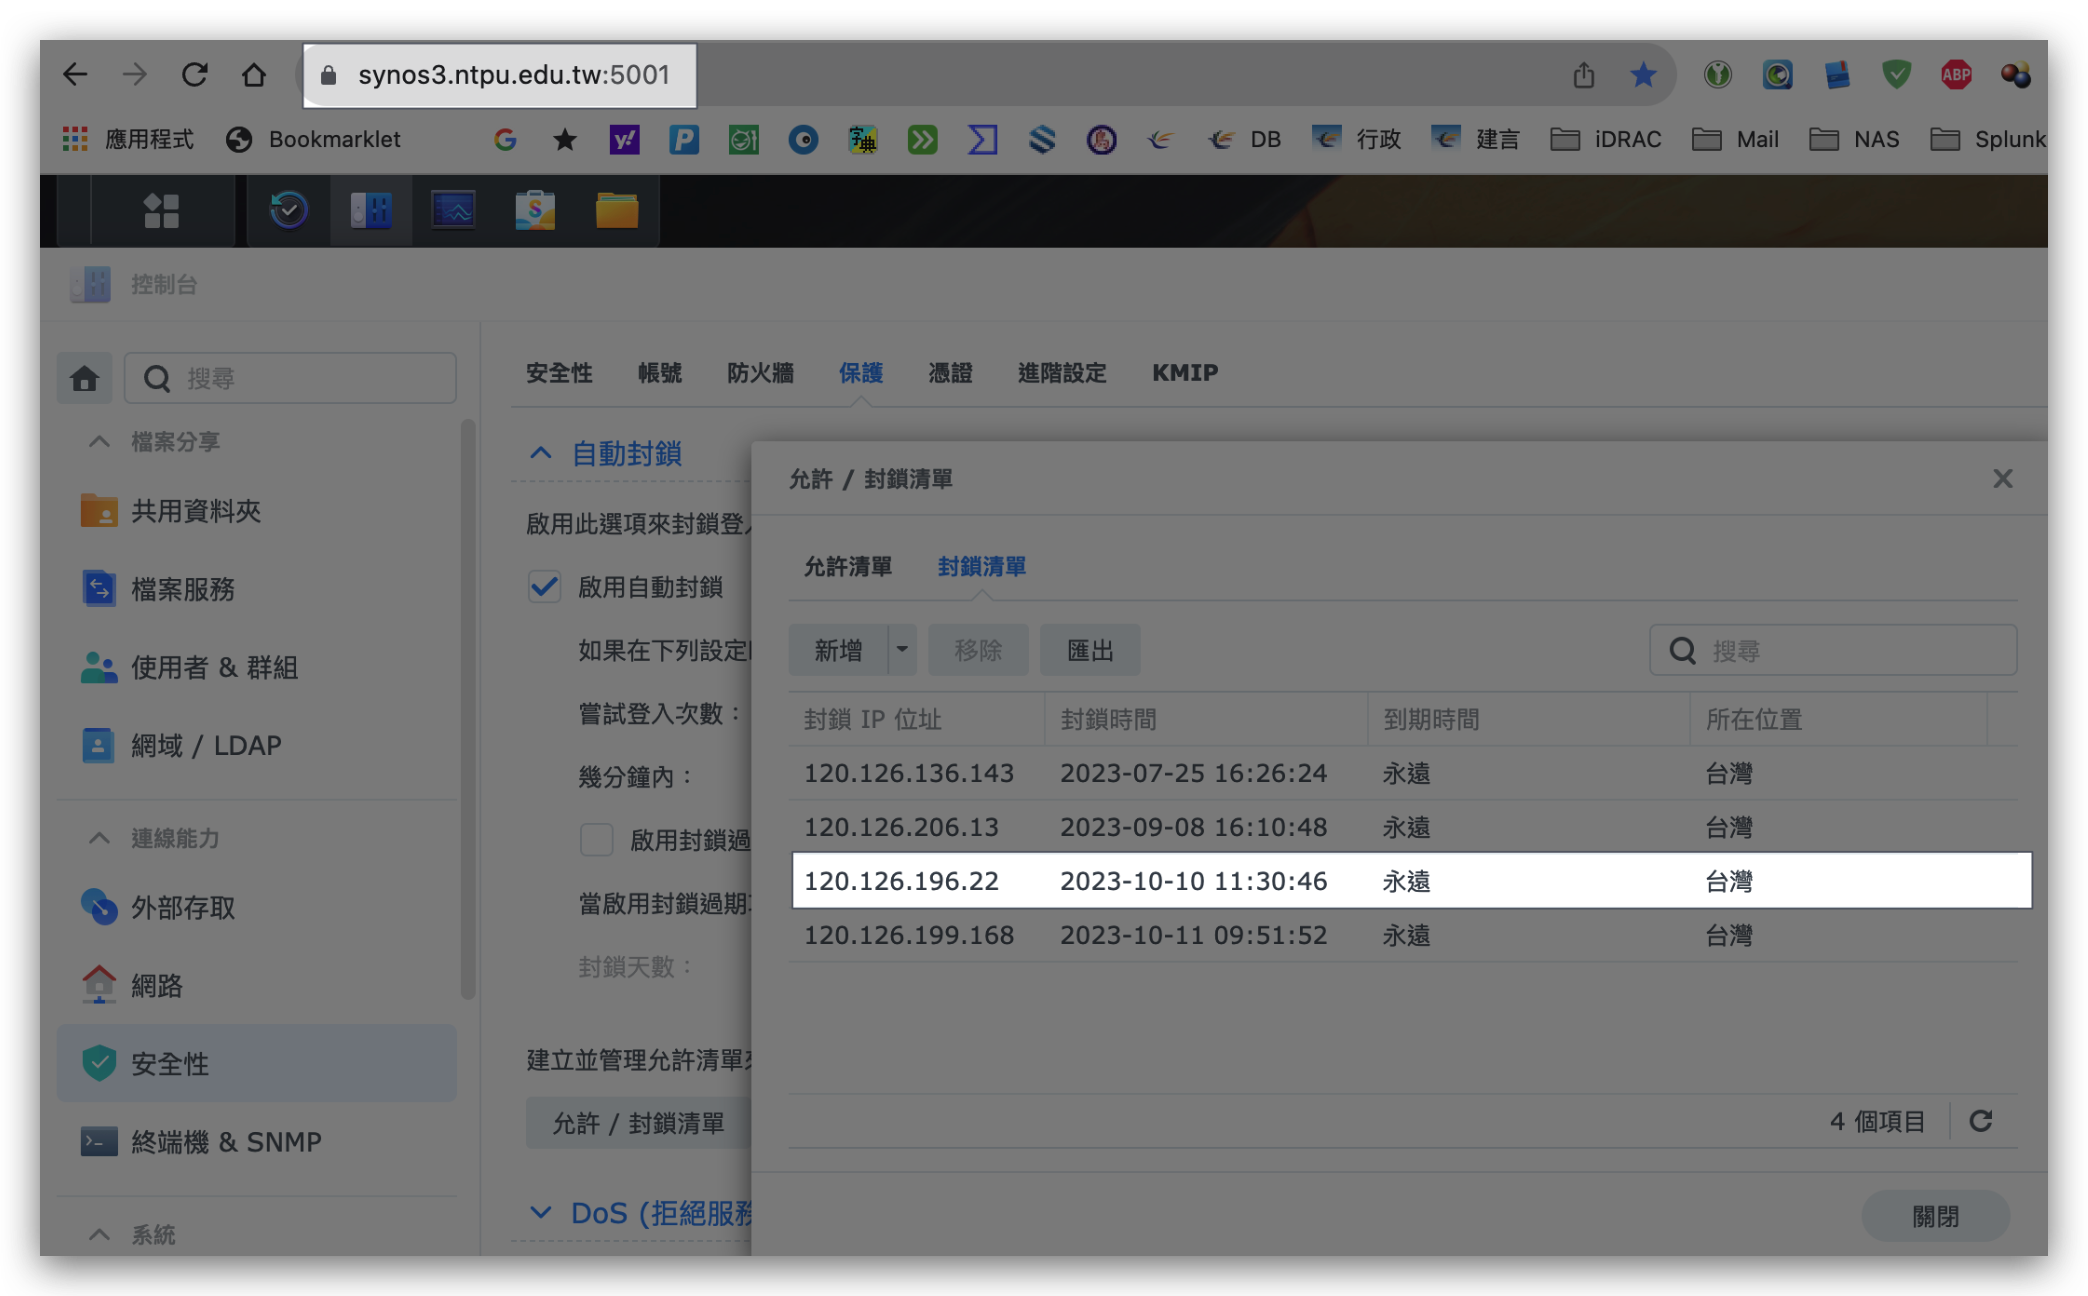 synos3.ntpu.edu.tw:5001
ABP
應用程式
Bookmarklet
DB
行政
建言
iDRAC
Mail
NAS
Splunk
控制台
搜尋
檔案分享
共用資料夾
檔案服務
使用者 & 群組
網域 / LDAP
連線能力
外部存取
網路
安全性
終端機 & SNMP
系統
安全性 帳號 防火牆 保護 憑證 進階設定 KMIP
自動封鎖
啟用此選項來封鎖登
啟用自動封鎖
如果在下列設定
嘗試登入次數：
幾分鐘內：
啟用封鎖過
當啟用封鎖過期
封鎖天數：
建立並管理允許清單
允許 / 封鎖清單
DoS (拒絕服務
允許 / 封鎖清單
允許清單 封鎖清單
新增 移除 匯出 搜尋
封鎖 IP 位址 封鎖時間 到期時間 所在位置
120.126.136.143 2023-07-25 16:26:24 永遠 台灣
120.126.206.13 2023-09-08 16:10:48 永遠 台灣
120.126.196.22 2023-10-10 11:30:46 永遠 台灣
120.126.199.168 2023-10-11 09:51:52 永遠 台灣
4 個項目
關閉